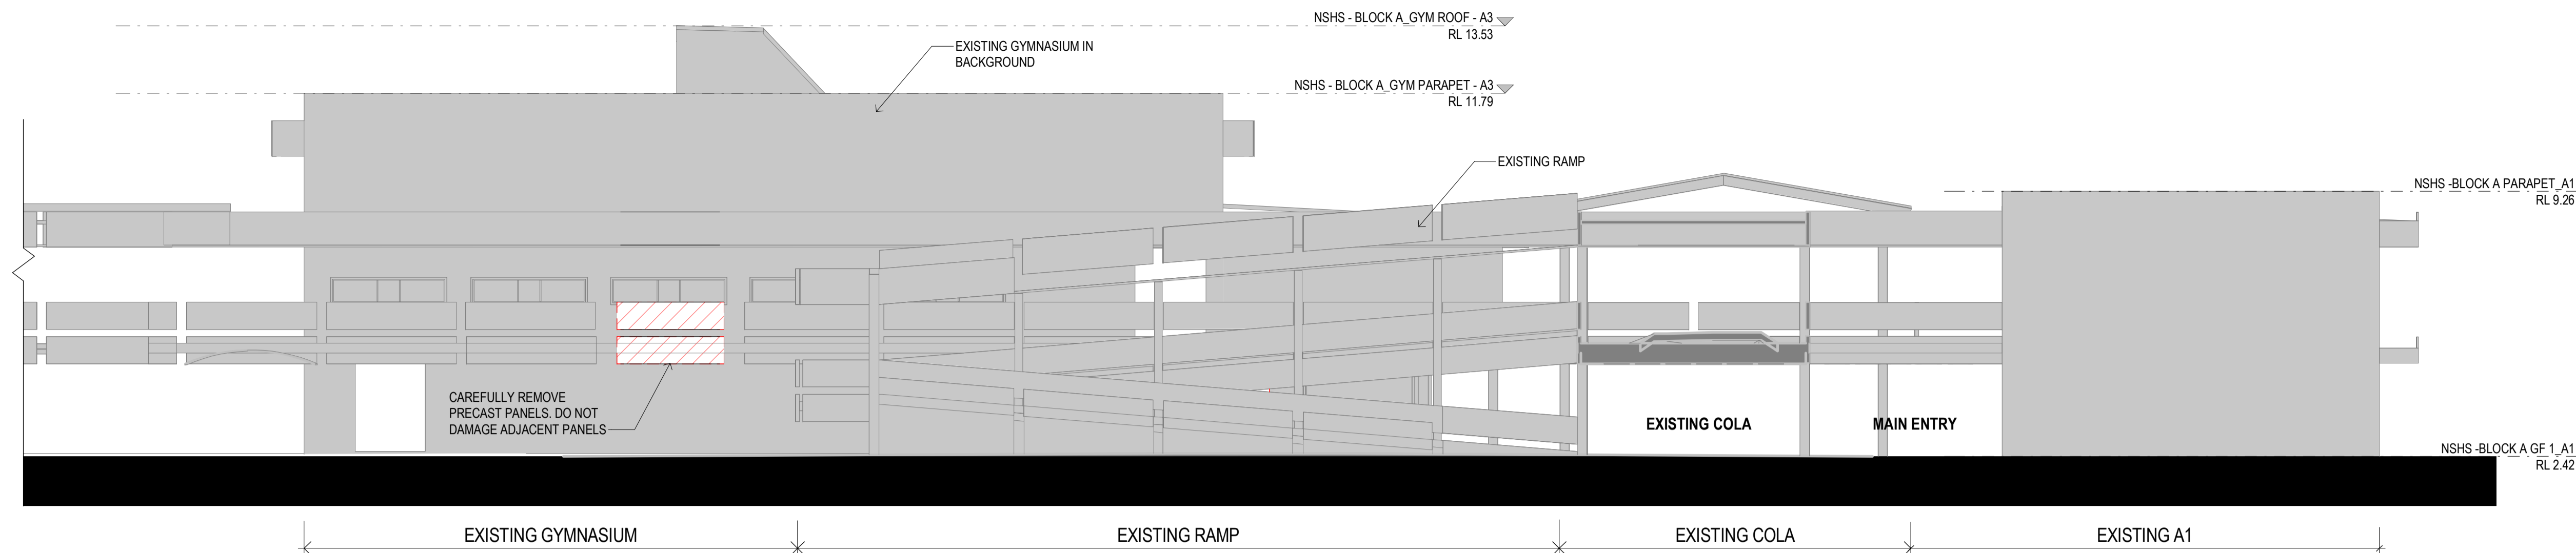 NSHS - BLOCK A_GYM ROOF - A3
RL 13.53
EXISTING GYMNASIUM IN
BACKGROUND
NSHS - BLOCK A_GYM PARAPET - A3
RL 11.79
EXISTING RAMP
NSHS -BLOCK A PARAPET_A1
RL 9.26
CAREFULLY REMOVE
PRECAST PANELS. DO NOT
DAMAGE ADJACENT PANELS
EXISTING COLA
MAIN ENTRY
NSHS -BLOCK A GF 1_A1
RL 2.42
EXISTING GYMNASIUM
EXISTING RAMP
EXISTING COLA
EXISTING A1